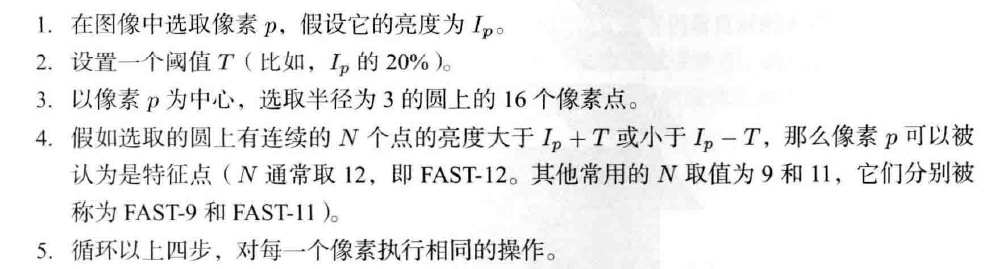 1. 在图像中选取像素 p，假设它的亮度为 Iₚ。
2. 设置一个阈值 T（比如，Iₚ 的 20%）。
3. 以像素 p 为中心，选取半径为 3 的圆上的 16 个像素点。
4. 假如选取的圆上有连续的 N 个点的亮度大于 Iₚ + T 或小于 Iₚ − T，那么像素 p 可以被
认为是特征点（N 通常取 12，即 FAST-12。其他常用的 N 取值为 9 和 11，它们分别被
称为 FAST-9 和 FAST-11）。
5. 循环以上四步，对每一个像素执行相同的操作。